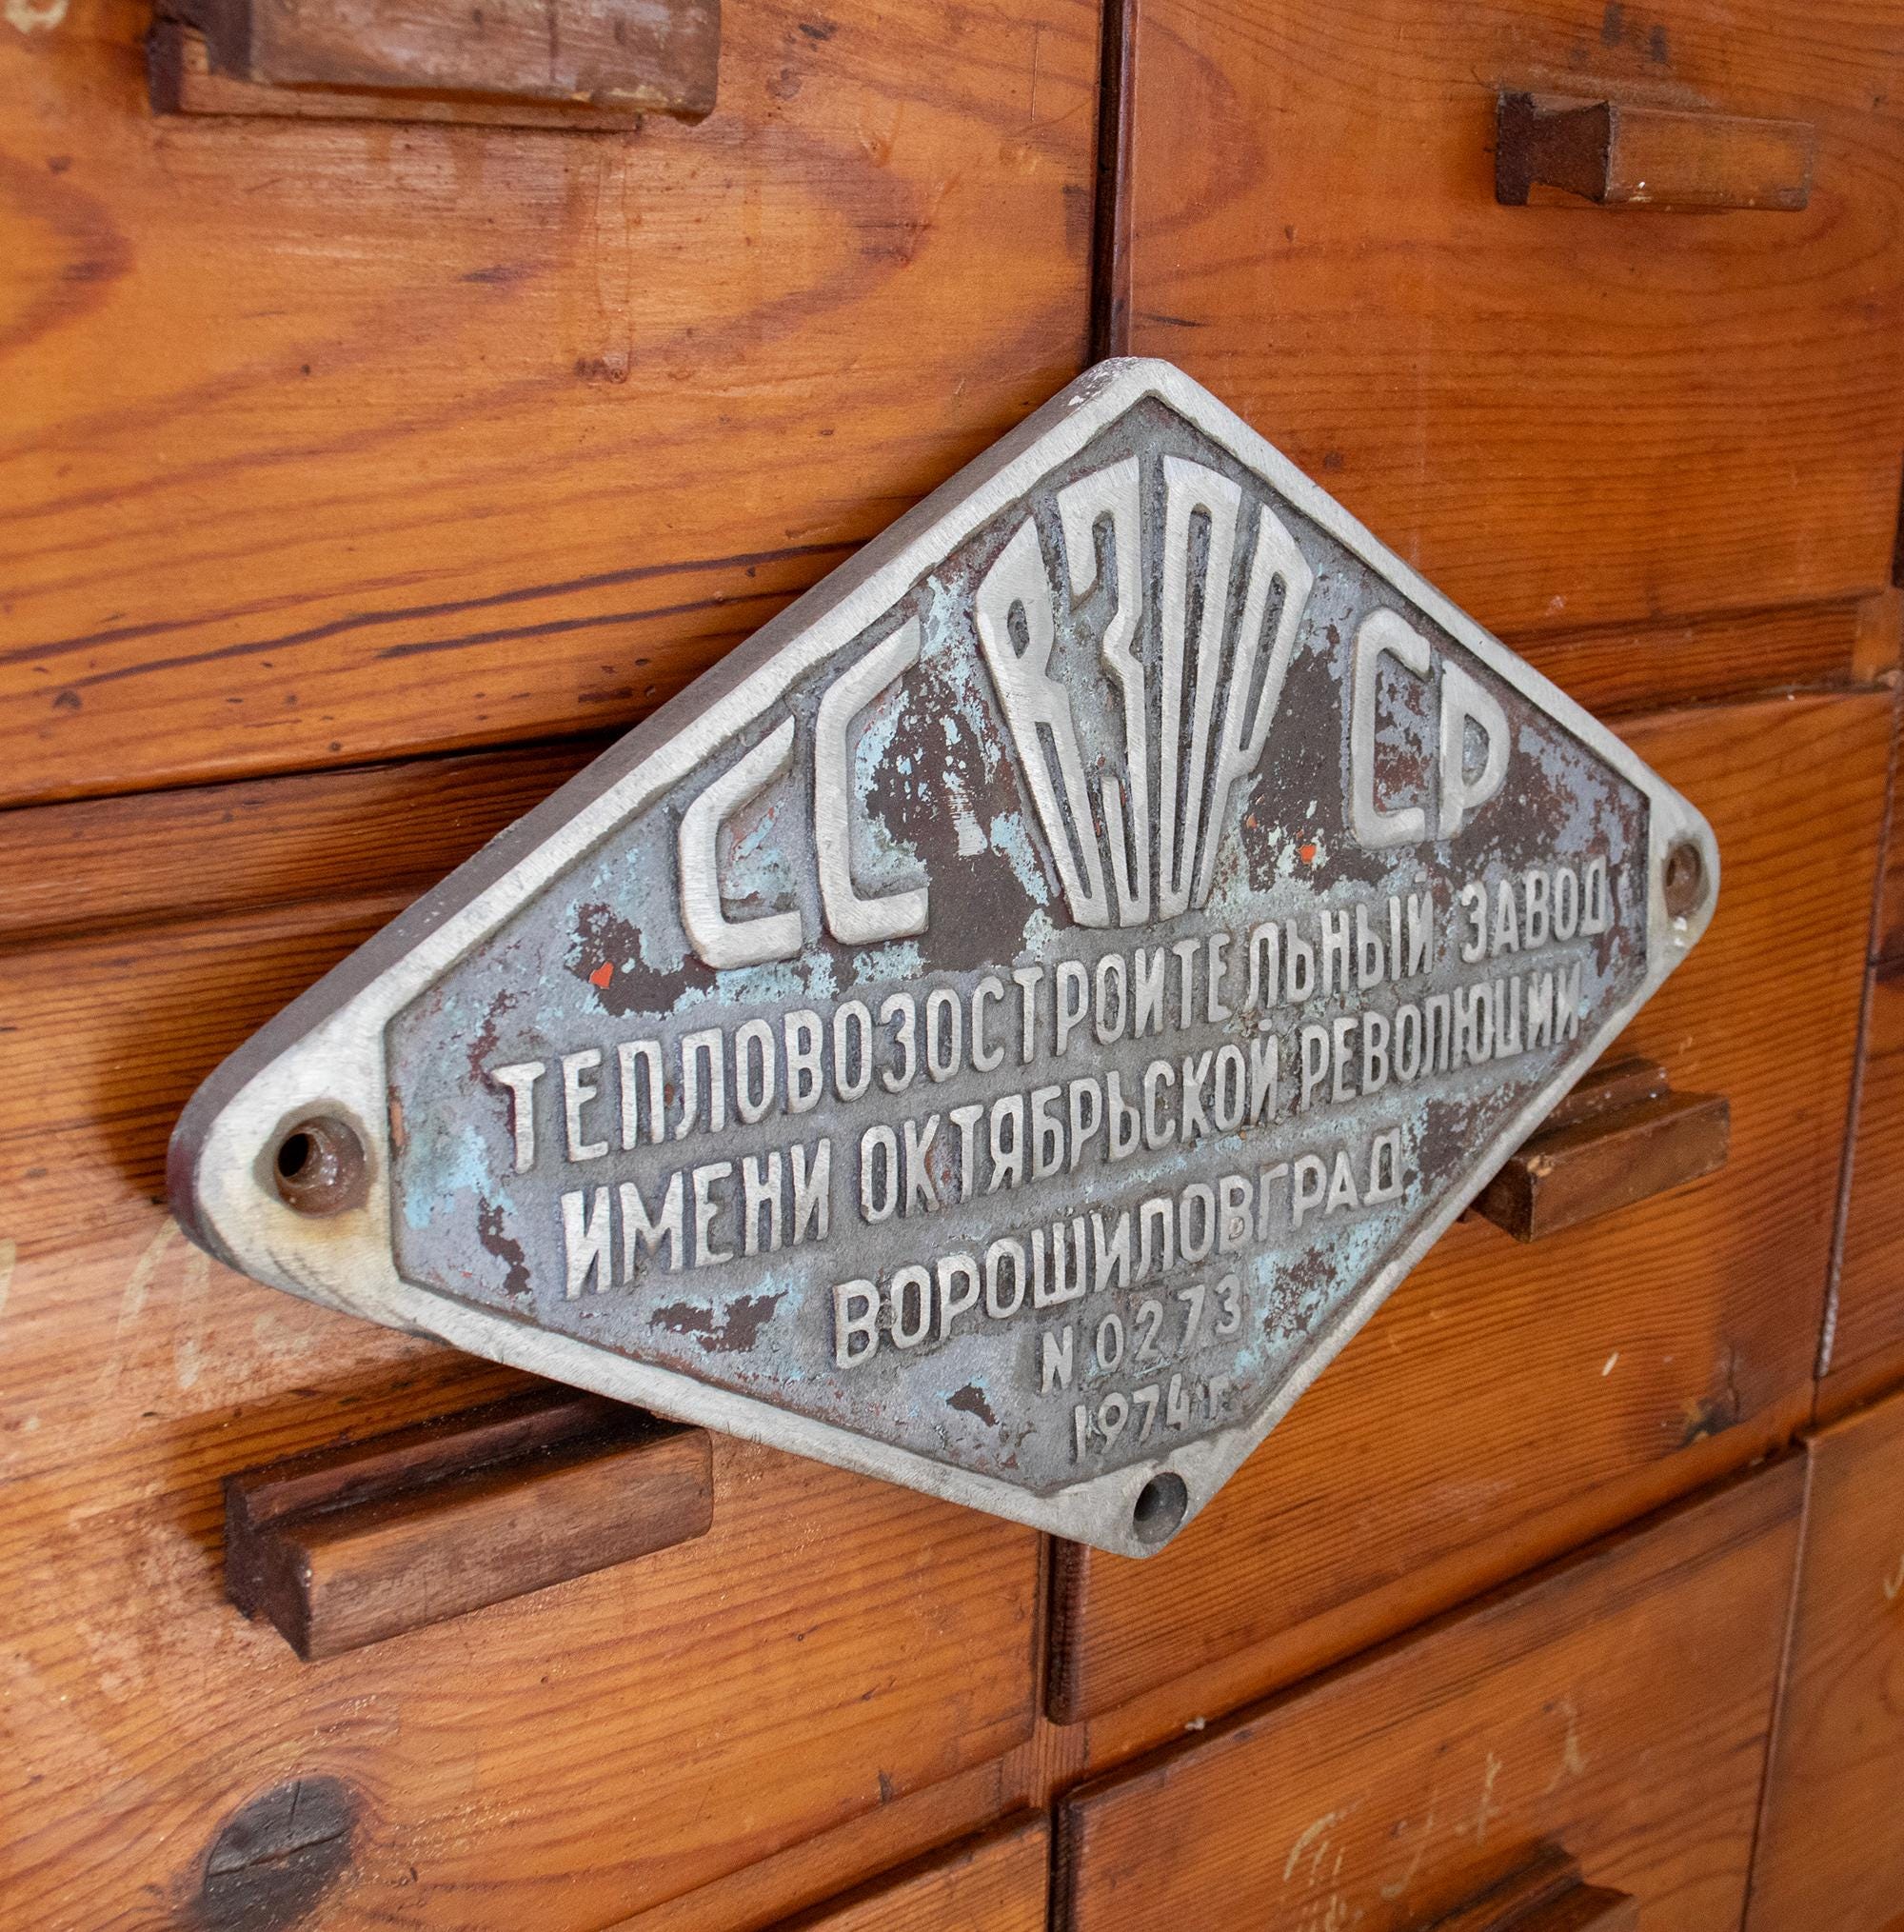 СС ВЗОР СР
ТЕПЛОВОЗОСТРОИТЕЛЬНЫЙ ЗАВОД
ИМЕНИ ОКТЯБРЬСКОЙ РЕВОЛЮЦИИ
ВОРОШИЛОВГРАД
N 0273
1974 г.